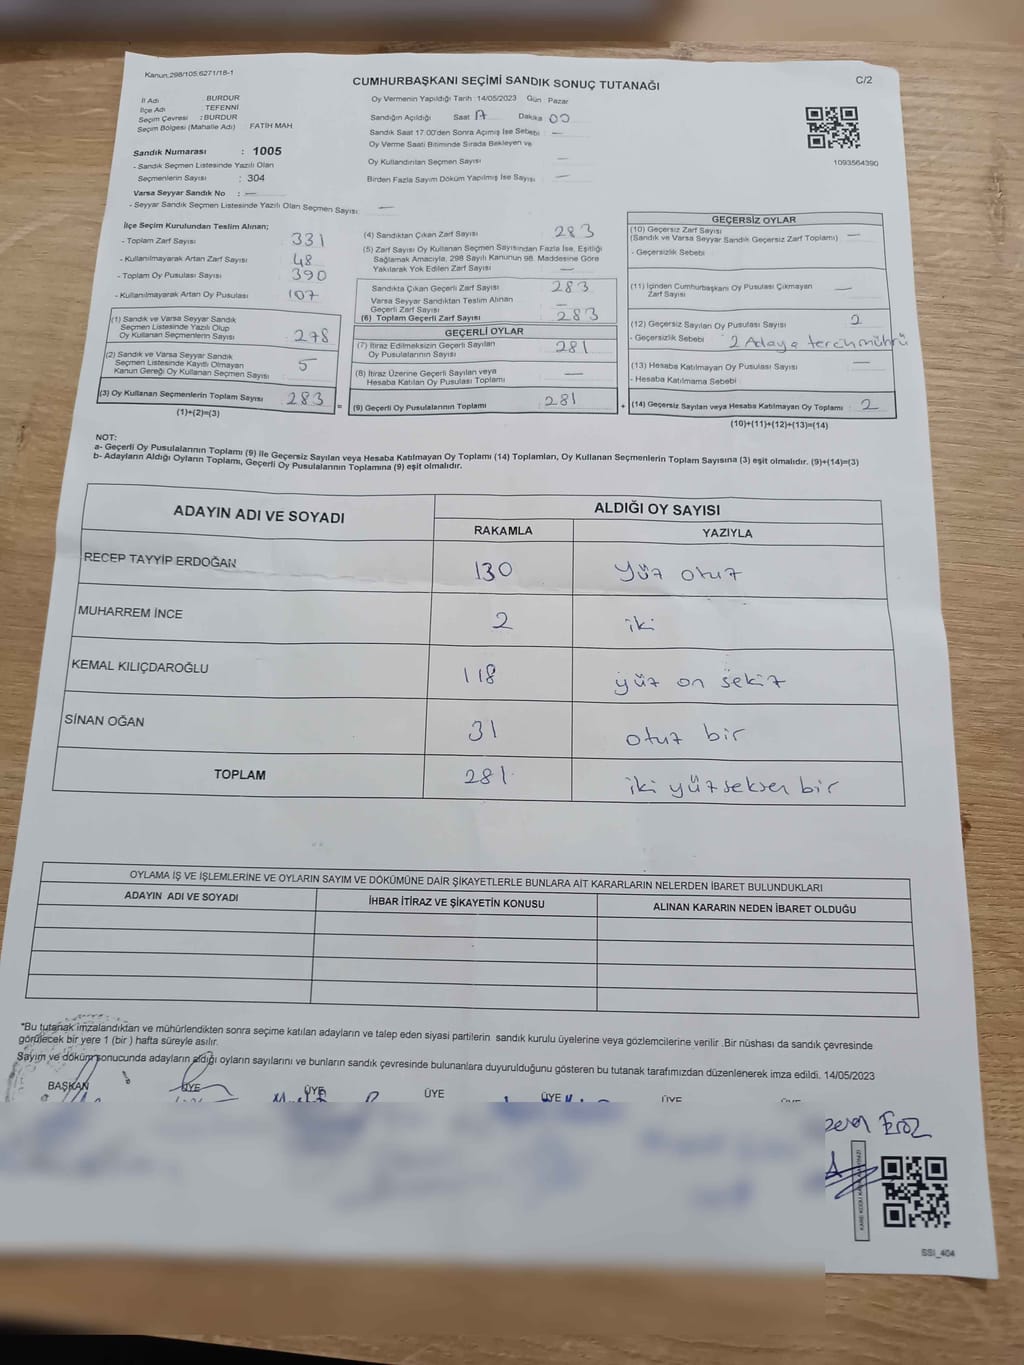 Kanun:298/105;6271/18-1
CUMHURBAŞKANI SEÇİMİ SANDIK SONUÇ TUTANAĞI
C/2
İl Adı : BURDUR
İlçe Adı : TEFENNİ
Seçim Çevresi : BURDUR
Seçim Bölgesi (Mahalle Adı) FATİH MAH.
Sandık Numarası : 1005
- Sandık Seçmen Listesinde Yazılı Olan
Seçmenlerin Sayısı : 304
Varsa Seyyar Sandık No : —
- Seyyar Sandık Seçmen Listesinde Yazılı Olan Seçmen Sayısı: —
Oy Vermenin Yapıldığı Tarih :14/05/2023 Gün : Pazar
Sandığın Açıldığı Saat Dakika 00
Sandık Saat 17.00'den Sonra Açımış İse Sebebi : —
Oy Verme Saati Bitiminde Sırada Bekleyen ve
Oy Kullandırılan Seçmen Sayısı —
Birden Fazla Sayım Döküm Yapılmış İse Sayısı —
1093564390
İlçe Seçim Kurulundan Teslim Alınan;
- Toplam Zarf Sayısı : 331
- Kullanılmayarak Artan Zarf Sayısı : 48
- Toplam Oy Pusulası Sayısı : 390
- Kullanılmayarak Artan Oy Pusulası : 107
(1) Sandık ve Varsa Seyyar Sandık
Seçmen Listesinde Yazılı Olup
Oy Kullanan Seçmenlerin Sayısı : 278
(2) Sandık ve Varsa Seyyar Sandık
Seçmen Listesinde Kayıtlı Olmayan
Kanun Gereği Oy Kullanan Seçmen Sayısı : 5
(3) Oy Kullanan Seçmenlerin Toplam Sayısı : 283
(1)+(2)=(3)
(4) Sandıktan Çıkan Zarf Sayısı : 283
(5) Zarf Sayısı Oy Kullanan Seçmen Sayısından Fazla İse, Eşitliği
Sağlamak Amacıyla, 298 Sayılı Kanunun 98. Maddesine Göre
Yakılarak Yok Edilen Zarf Sayısı : —
Sandıkta Çıkan Geçerli Zarf Sayısı : 283
Varsa Seyyar Sandıktan Teslim Alınan
Geçerli Zarf Sayısı : —
(6) Toplam Geçerli Zarf Sayısı : 283
GEÇERLİ OYLAR
(7) İtiraz Edilmeksizin Geçerli Sayılan
Oy Pusulalarının Sayısı : 281
(8) İtiraz Üzerine Geçerli Sayılan veya
Hesaba Katılan Oy Pusulası Toplamı : —
= (9) Geçerli Oy Pusulalarının Toplamı : 281
GEÇERSİZ OYLAR
(10) Geçersiz Zarf Sayısı
(Sandık ve Varsa Seyyar Sandık Geçersiz Zarf Toplamı) : —
- Geçersizlik Sebebi :
(11) İçinden Cumhurbaşkanı Oy Pusulası Çıkmayan
Zarf Sayısı : —
(12) Geçersiz Sayılan Oy Pusulası Sayısı : 2
- Geçersizlik Sebebi : 2 Adaya tercih mührü
(13) Hesaba Katılmayan Oy Pusulası Sayısı : —
- Hesaba Katılmama Sebebi :
+ (14) Geçersiz Sayılan veya Hesaba Katılmayan Oy Toplamı : 2
(10)+(11)+(12)+(13)=(14)
NOT:
a- Geçerli Oy Pusulalarının Toplamı (9) ile Geçersiz Sayılan veya Hesaba Katılmayan Oy Toplamı (14) Toplamları, Oy Kullanan Seçmenlerin Toplam Sayısına (3) eşit olmalıdır. (9)+(14)=(3)
b- Adayların Aldığı Oyların Toplamı, Geçerli Oy Pusulalarının Toplamına (9) eşit olmalıdır.
ADAYIN ADI VE SOYADI
ALDIĞI OY SAYISI
RAKAMLA YAZIYLA
RECEP TAYYİP ERDOĞAN 130 yüz otuz
MUHARREM İNCE 2 iki
KEMAL KILIÇDAROĞLU 118 yüz on sekiz
SİNAN OĞAN 31 otuz bir
TOPLAM 281 iki yüz seksen bir
OYLAMA İŞ VE İŞLEMLERİNE VE OYLARIN SAYIM VE DÖKÜMÜNE DAİR ŞİKAYETLERLE BUNLARA AİT KARARLARIN NELERDEN İBARET BULUNDUKLARI
ADAYIN ADI VE SOYADI İHBAR İTİRAZ VE ŞİKAYETİN KONUSU ALINAN KARARIN NEDEN İBARET OLDUĞU
*Bu tutanak imzalandıktan ve mühürlendikten sonra seçime katılan adayların ve talep eden siyasi partilerin sandık kurulu üyelerine veya gözlemcilerine verilir .Bir nüshası da sandık çevresinde
görülecek bir yere 1 (bir ) hafta süreyle asılır.
Sayım ve döküm sonucunda adayların aldığı oyların sayılarını ve bunların sandık çevresinde bulunanlara duyurulduğunu gösteren bu tutanak tarafımızdan düzenlenerek imza edildi. 14/05/2023
BAŞKAN ÜYE ÜYE ÜYE ÜYE ÜYE
SSI_404